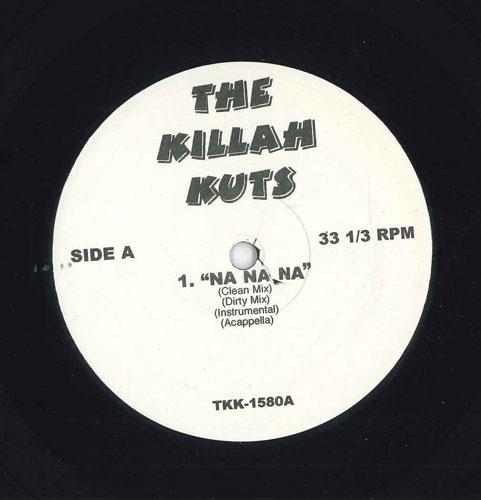 THE
KILLAH
KUTS
SIDE A
33 1/3 RPM
1. “NA NA NA”
(Clean Mix)
(Dirty Mix)
(Instrumental)
(Acappella)
TKK-1580A